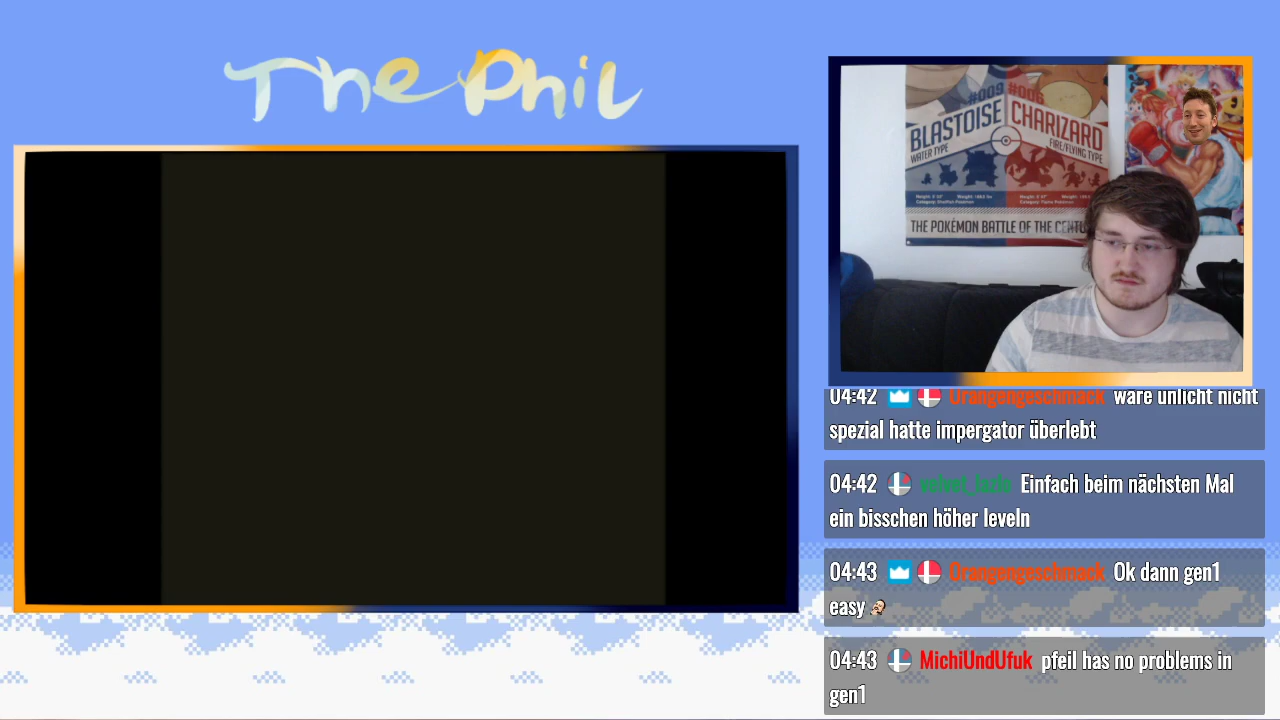 The Phil
#009 #006
BLASTOISE
WATER TYPE
CHARIZARD
FIRE/FLYING TYPE
THE POKÉMON BATTLE OF THE
04:42 Orangengeschmack wäre unlicht nicht
spezial hatte impergator überlebt
04:42 Einfach beim nächsten Mal
ein bisschen höher leveln
04:43 Orangengeschmack Ok dann gen1
easy
04:43 MichiUndUfuk pfeil has no problems in
gen1